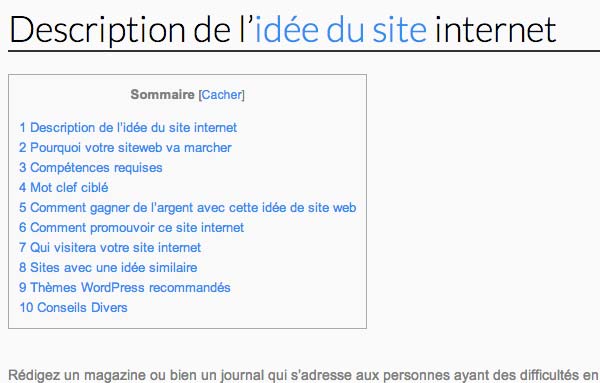 Description de l'idée du site internet
Sommaire [Cacher]
1 Description de l'idée du site internet
2 Pourquoi votre siteweb va marcher
3 Compétences requises
4 Mot clef ciblé
5 Comment gagner de l'argent avec cette idée de site web
6 Comment promouvoir ce site internet
7 Qui visitera votre site internet
8 Sites avec une idée similaire
9 Thèmes WordPress recommandés
10 Conseils Divers
Rédigez un magazine ou bien un journal qui s'adresse aux personnes ayant des difficultés en